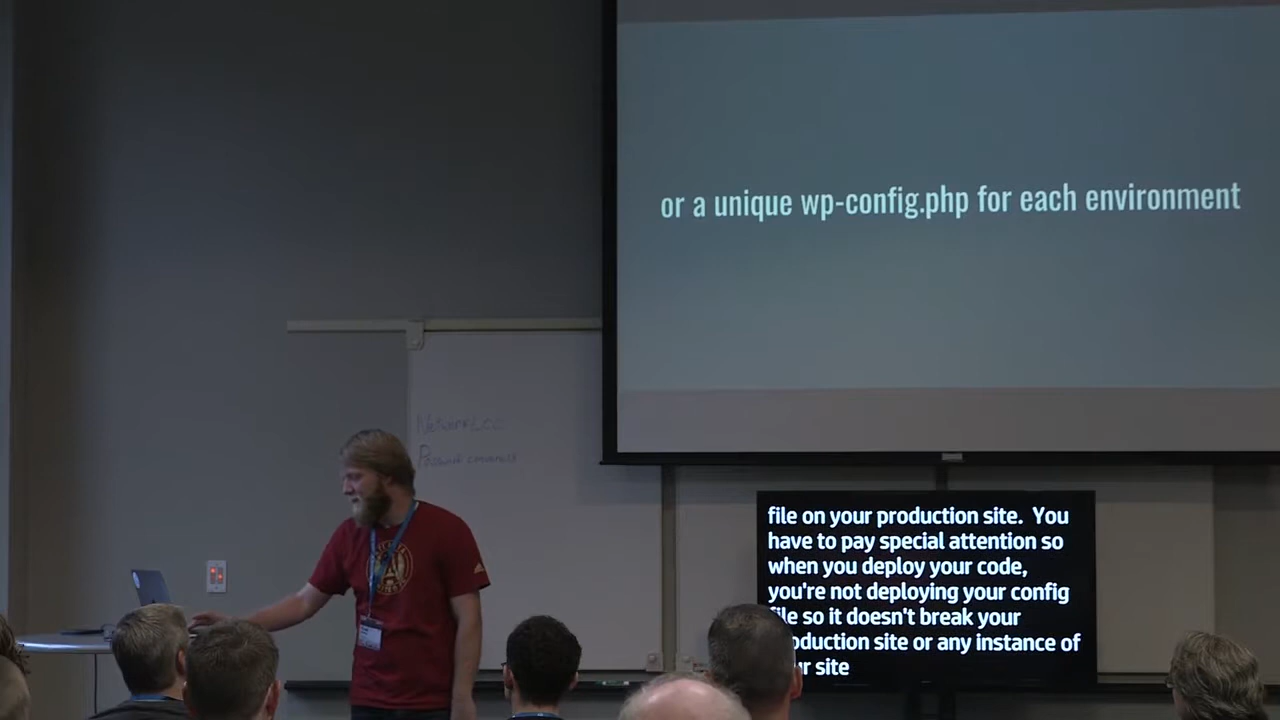 or a unique wp-config.php for each environment
Network
file on your production site.  You
have to pay special attention so
when you deploy your code,
you're not deploying your config
file so it doesn't break your
production site or any instance of
site